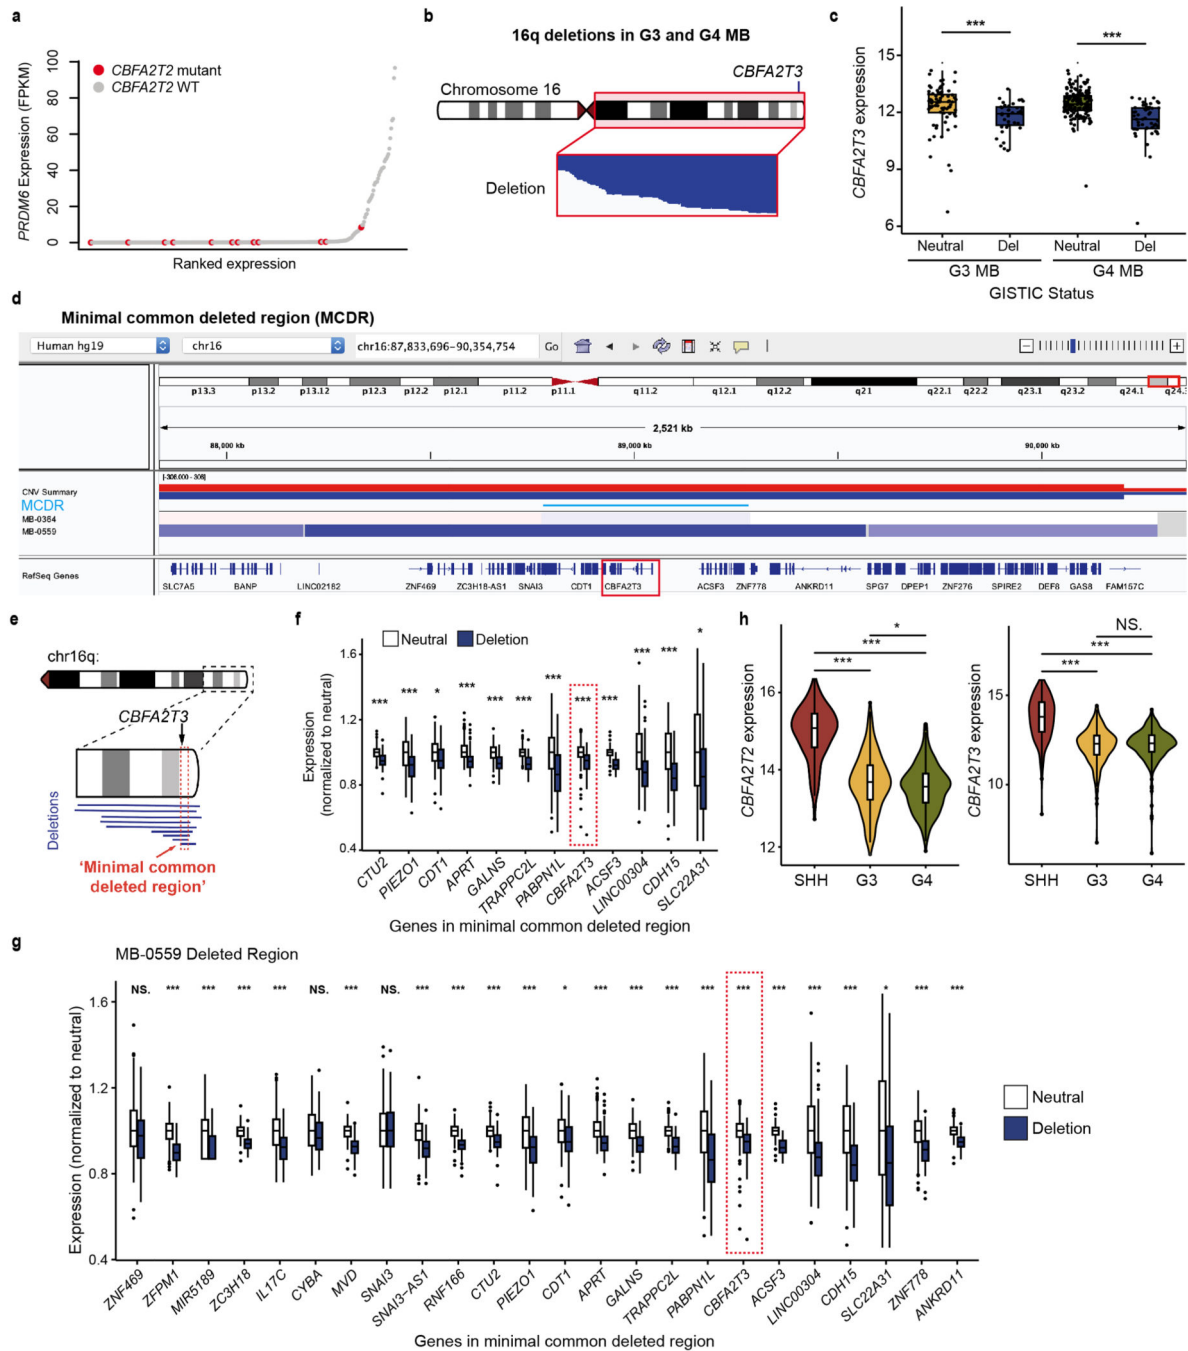 a
PRDM6 Expression (FPKM)
100
80
60
40
20
0
CBFA2T2 mutant
CBFA2T2 WT
Ranked expression
b
16q deletions in G3 and G4 MB
CBFA2T3
Chromosome 16
Deletion
c
CBFA2T3 expression
15
12
9
6
***
***
Neutral Del Neutral Del
G3 MB G4 MB
GISTIC Status
d
Minimal common deleted region (MCDR)
Human hg19 chr16 chr16:87,833,696-90,354,754 Go
p13.3 p13.2 p13.12 p12.3 p12.2 p12.1 p11.2 p11.1 q11.2 q12.1 q12.2 q21 q22.1 q22.2 q23.1 q23.2 q24.1 q24.3
2,521 kb
88,000 kb 89,000 kb 90,000 kb
CNV Summary
MCDR
MB-0384
MB-0559
RefSeq Genes
SLC7A5 BANP LINC02182 ZNF469 ZC3H18-AS1 SNAI3 CDT1 CBFA2T3 ACSF3 ZNF778 ANKRD11 SPG7 DPEP1 ZNF276 SPIRE2 DEF8 GAS8 FAM157C
e
chr16q:
CBFA2T3
Deletions
'Minimal common
deleted region'
f
Neutral Deletion
Expression
(normalized to neutral)
1.6
1.2
0.8
0.4
*** *** * *** *** *** *** *** *** *** *** *
CTU2 PIEZO1 CDT1 APRT GALNS TRAPPC2L PABPN1L CBFA2T3 ACSF3 LINC00304 CDH15 SLC22A31
Genes in minimal common deleted region
h
CBFA2T2 expression
16
14
12
*
***
***
SHH G3 G4
CBFA2T3 expression
15
10
NS.
***
***
SHH G3 G4
g
MB-0559 Deleted Region
Expression (normalized to neutral)
1.6
1.2
0.8
0.4
NS. *** *** *** *** NS. *** NS. *** *** *** *** * *** *** *** *** *** *** *** *** * *** ***
Neutral
Deletion
ZNF469 ZFPM1 MIR5189 ZC3H18 IL17C CYBA MVD SNAI3 SNAI3-AS1 RNF166 CTU2 PIEZO1 CDT1 APRT GALNS TRAPPC2L PABPN1L CBFA2T3 ACSF3 LINC00304 CDH15 SLC22A31 ZNF778 ANKRD11
Genes in minimal common deleted region